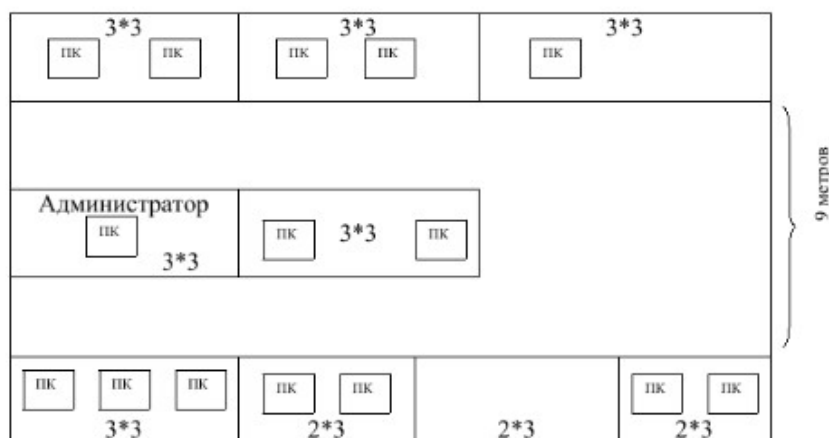 3*3 3*3 3*3
ПК ПК ПК ПК ПК
9 метров
Администратор
ПК 3*3
ПК 3*3 ПК
ПК ПК ПК ПК ПК ПК ПК
3*3 2*3 2*3 2*3